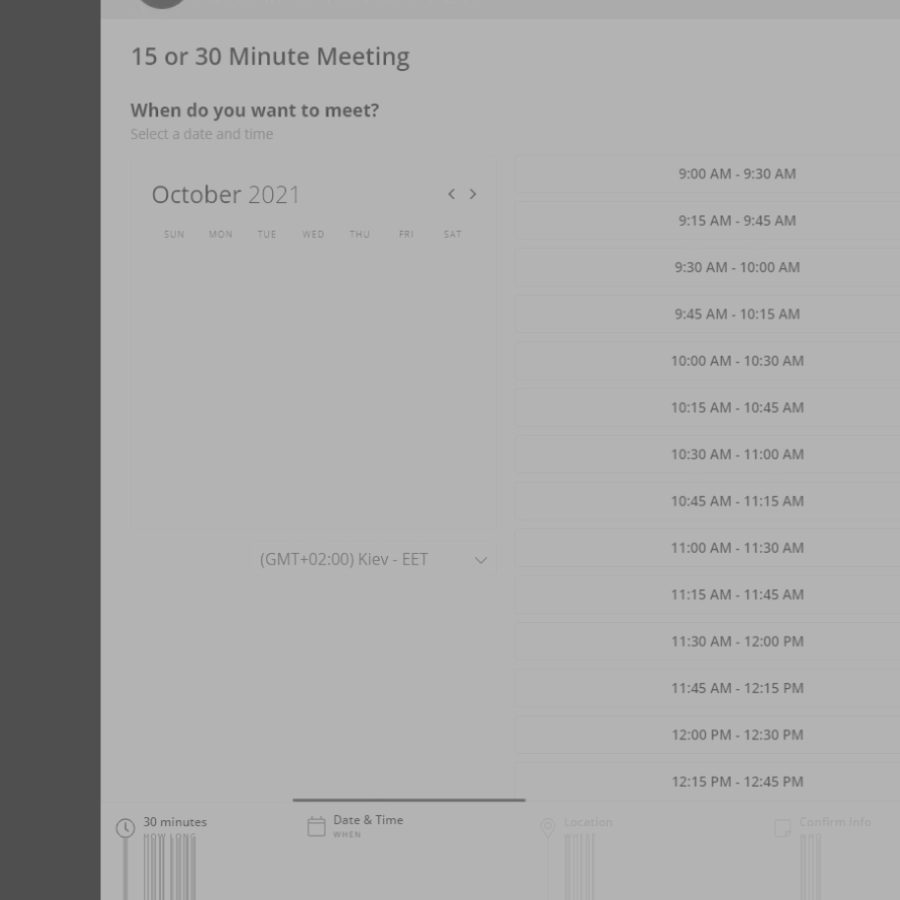 15 or 30 Minute Meeting
When do you want to meet?
Select a date and time
October 2021
SUN MON TUE WED THU FRI SAT
(GMT+02:00) Kiev - EET
9:00 AM - 9:30 AM
9:15 AM - 9:45 AM
9:30 AM - 10:00 AM
9:45 AM - 10:15 AM
10:00 AM - 10:30 AM
10:15 AM - 10:45 AM
10:30 AM - 11:00 AM
10:45 AM - 11:15 AM
11:00 AM - 11:30 AM
11:15 AM - 11:45 AM
11:30 AM - 12:00 PM
11:45 AM - 12:15 PM
12:00 PM - 12:30 PM
12:15 PM - 12:45 PM
30 minutes
HOW LONG
Date & Time
WHEN
Location
Confirm Info